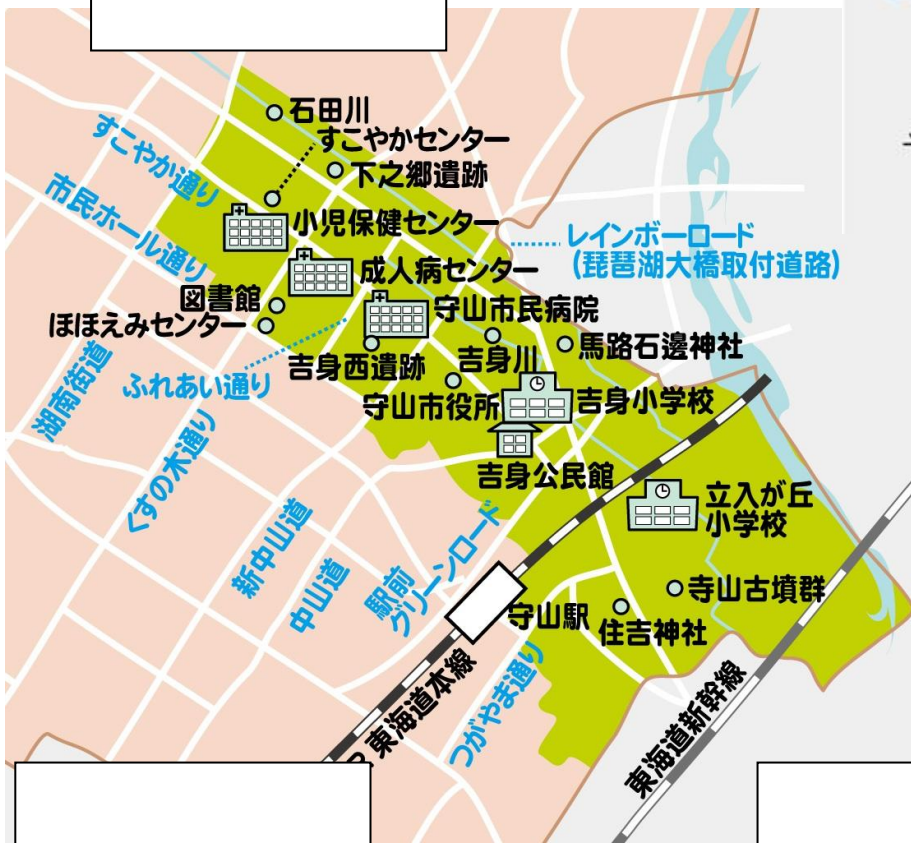 石田川
すこやかセンター
下之郷遺跡
すこやか通り
市民ホール通り
小児保健センター
レインボーロード
(琵琶湖大橋取付道路)
成人病センター
図書館
ほほえみセンター
守山市民病院
吉身川
馬路石邊神社
吉身西遺跡
ふれあい通り
湖南街道
守山市役所
吉身小学校
くすの木通り
吉身公民館
立入が丘
小学校
新中山道
中山道
駅前
グリーンロード
寺山古墳群
守山駅
住吉神社
東海道本線
つがやま通り
東海道新幹線